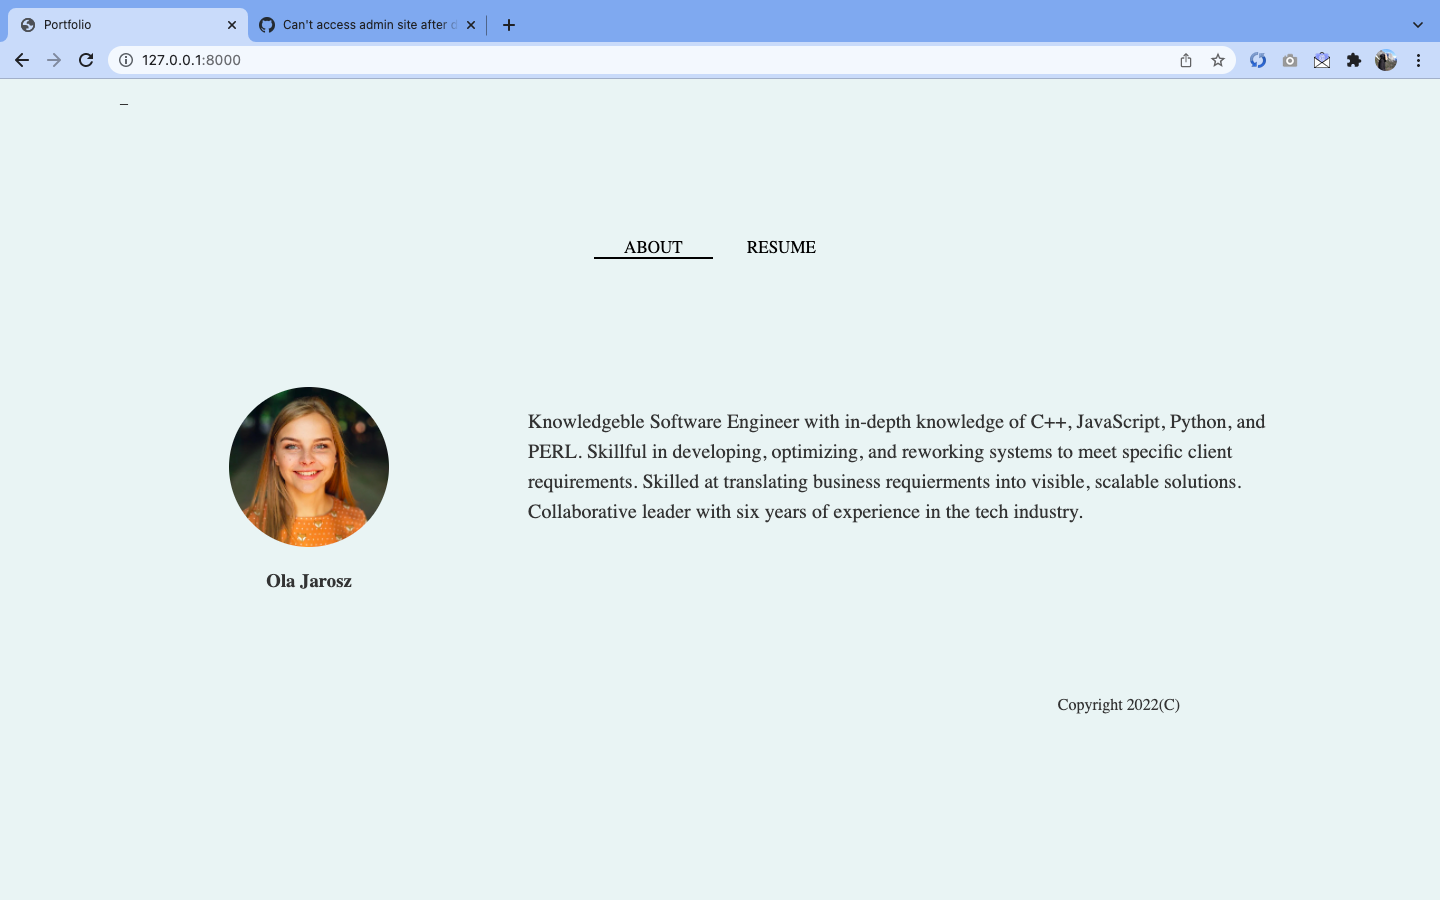 Portfolio
Can't access admin site after d
127.0.0.1:8000
–
ABOUT
RESUME
Knowledgeble Software Engineer with in-depth knowledge of C++, JavaScript, Python, and
PERL. Skillful in developing, optimizing, and reworking systems to meet specific client
requirements. Skilled at translating business requierments into visible, scalable solutions.
Collaborative leader with six years of experience in the tech industry.
Ola Jarosz
Copyright 2022(C)